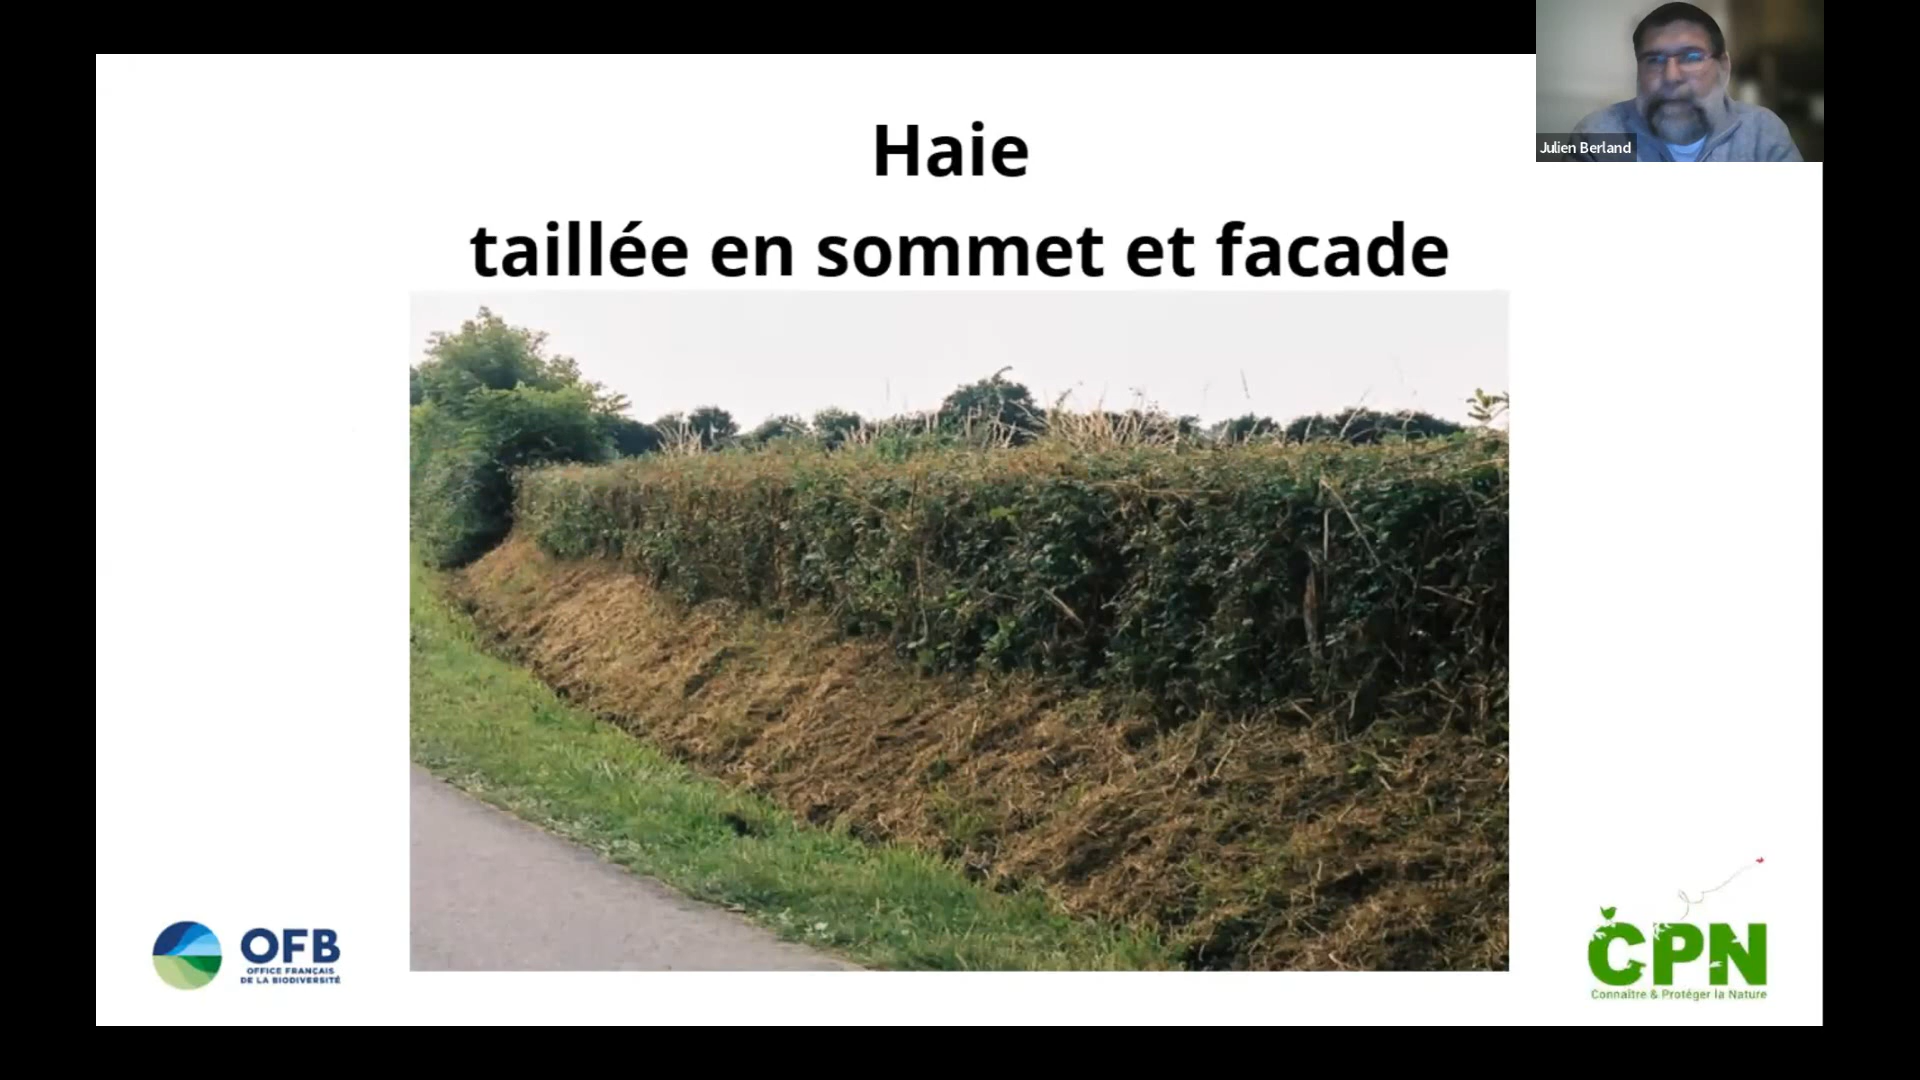 Haie
taillée en sommet et facade
Julien Berland
OFB
OFFICE FRANÇAIS
DE LA BIODIVERSITÉ
CPN
Connaître & Protéger la Nature